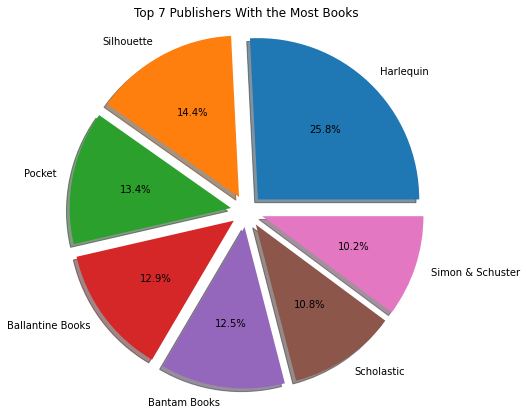 Top 7 Publishers With the Most Books
Silhouette
Harlequin
14.4%
25.8%
Pocket
13.4%
10.2%
Simon & Schuster
12.9%
10.8%
Ballantine Books
12.5%
Scholastic
Bantam Books